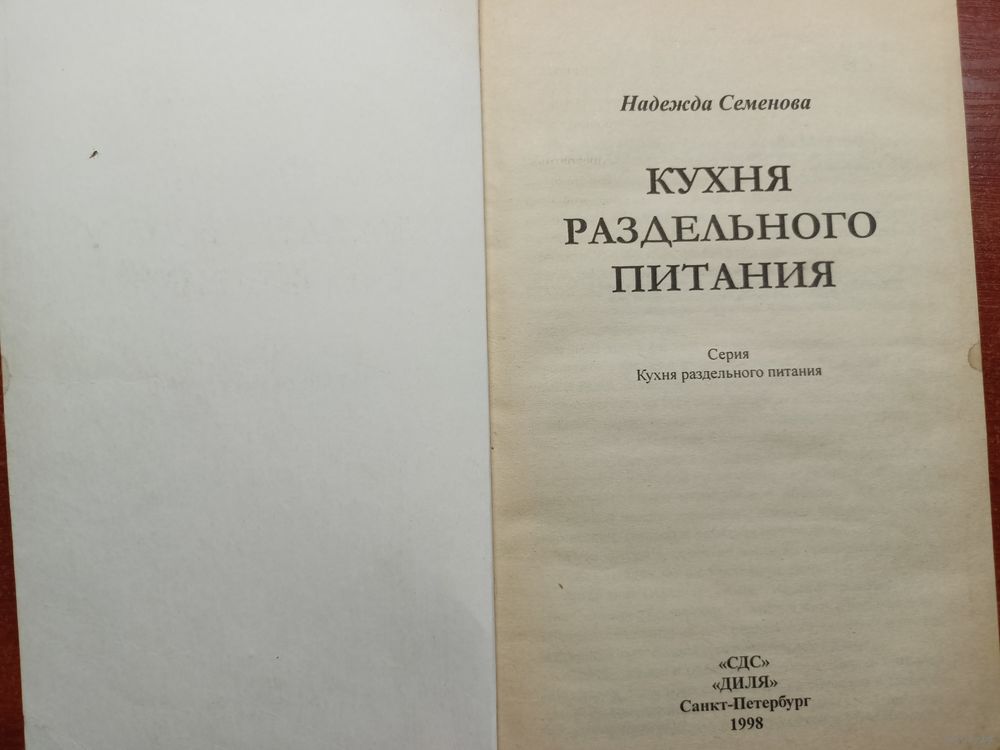 Надежда Семенова
КУХНЯ
РАЗДЕЛЬНОГО
ПИТАНИЯ
Серия
Кухня раздельного питания
«СДС»
«ДИЛЯ»
Санкт-Петербург
1998